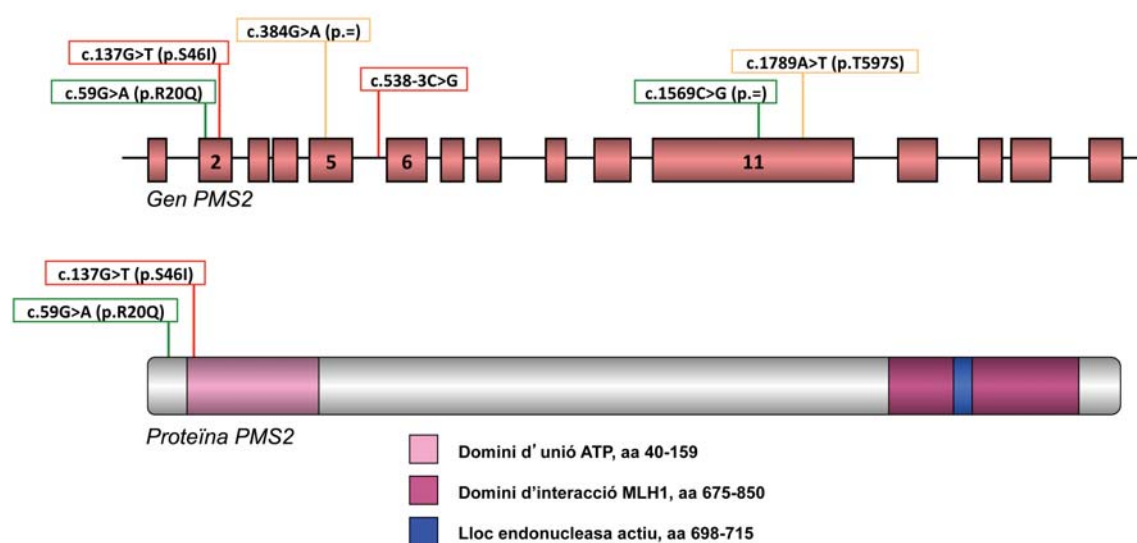 c.384G>A (p.=)
c.137G>T (p.S46I)
c.1789A>T (p.T597S)
c.538-3C>G
c.59G>A (p.R20Q)
c.1569C>G (p.=)
2
5
6
11
Gen PMS2
c.137G>T (p.S46I)
c.59G>A (p.R20Q)
Proteïna PMS2
Domini d'unió ATP, aa 40-159
Domini d'interacció MLH1, aa 675-850
Lloc endonucleasa actiu, aa 698-715